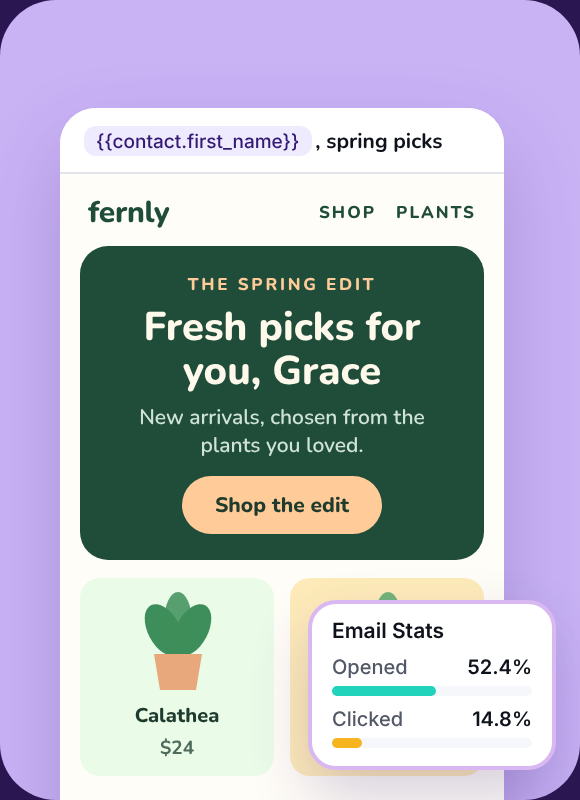 {{contact.first_name}} , spring picks
fernly
SHOP PLANTS
THE SPRING EDIT
Fresh picks for
you, Grace
New arrivals, chosen from the
plants you loved.
Shop the edit
Calathea
$24
Email Stats
Opened 52.4%
Clicked 14.8%